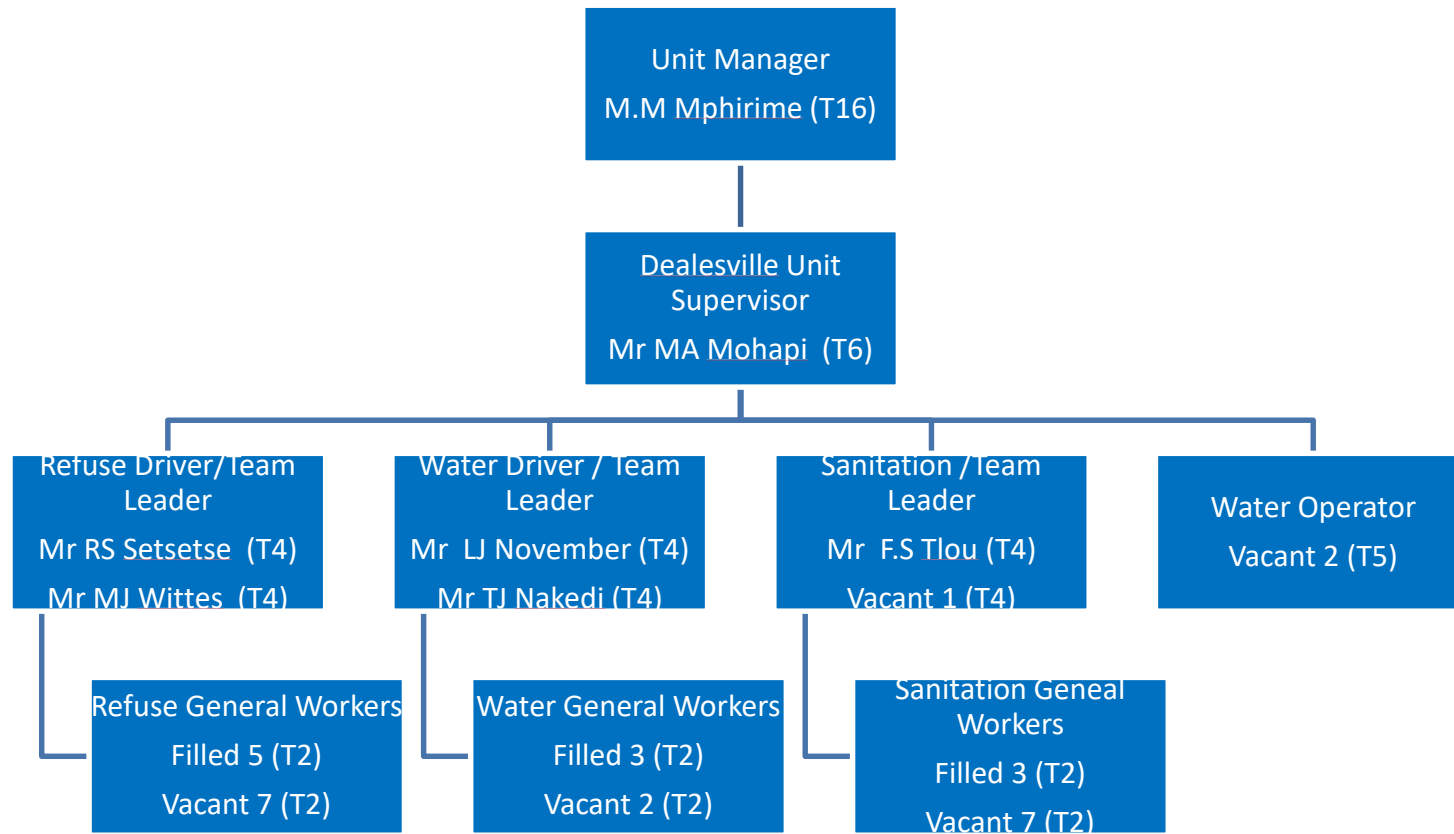 Unit Manager
M.M Mphirime (T16)
Dealesville Unit
Supervisor
Mr MA Mohapi  (T6)
Refuse Driver/Team
Leader
Mr RS Setsetse  (T4)
Mr MJ Wittes  (T4)
Water Driver / Team
Leader
Mr  LJ November (T4)
Mr TJ Nakedi (T4)
Sanitation /Team
Leader
Mr  F.S Tlou (T4)
Vacant 1 (T4)
Water Operator
Vacant 2 (T5)
Refuse General Workers
Filled 5 (T2)
Vacant 7 (T2)
Water General Workers
Filled 3 (T2)
Vacant 2 (T2)
Sanitation Geneal
Workers
Filled 3 (T2)
Vacant 7 (T2)